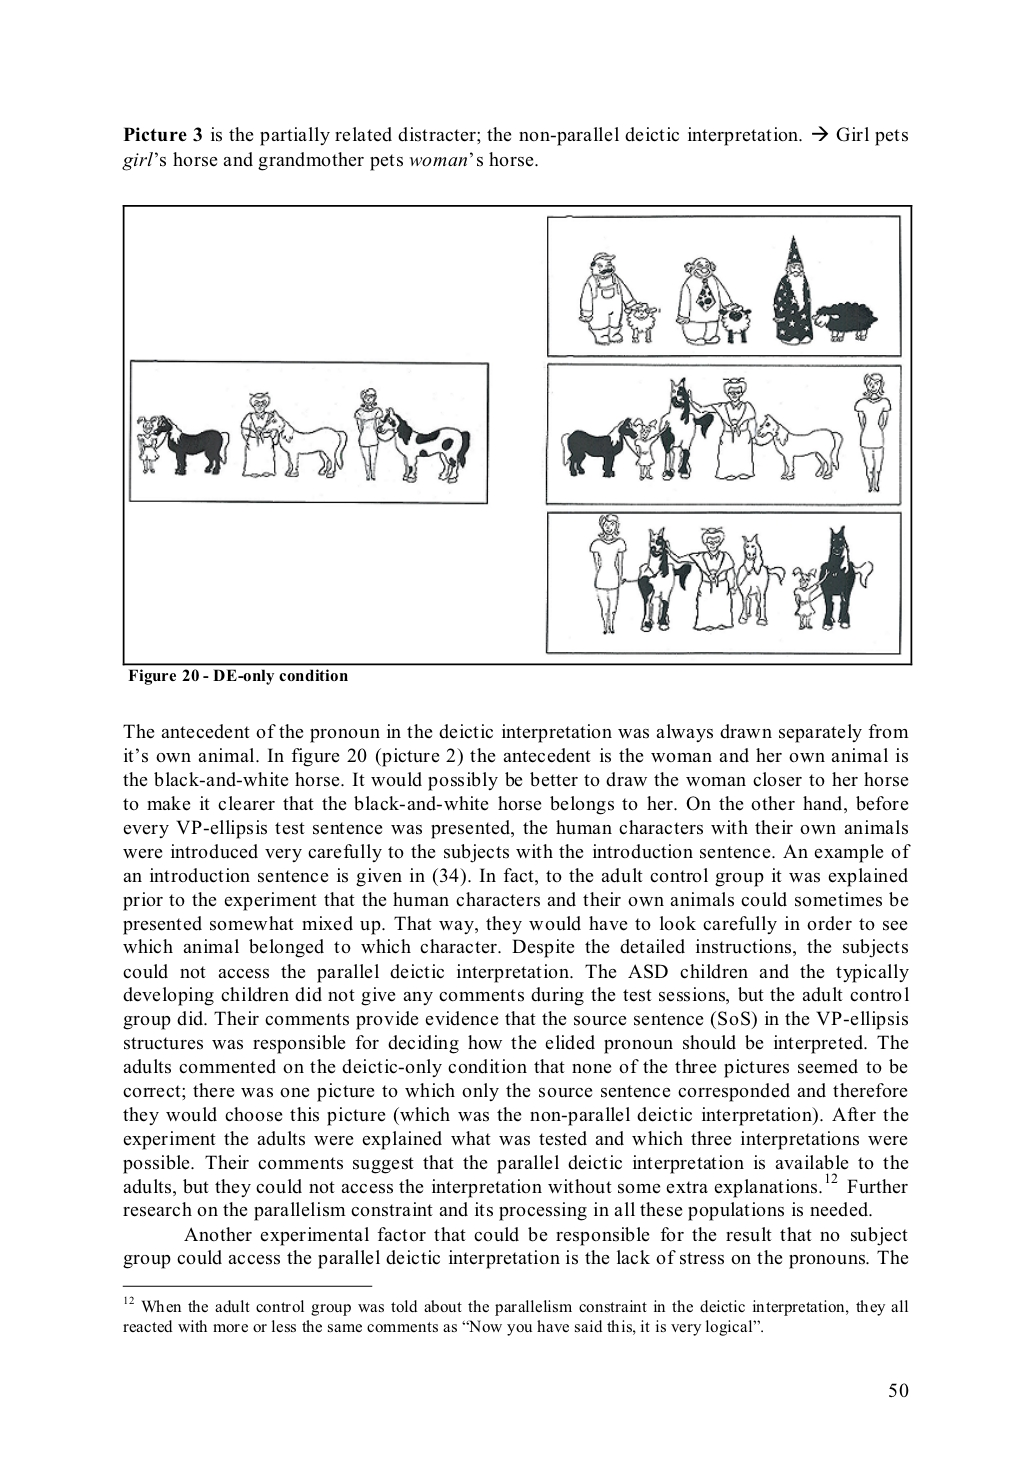 Picture 3 is the partially related distracter; the non-parallel deictic interpretation. → Girl pets
girl's horse and grandmother pets woman's horse.
Figure 20 - DE-only condition
The antecedent of the pronoun in the deictic interpretation was always drawn separately from
it's own animal. In figure 20 (picture 2) the antecedent is the woman and her own animal is
the black-and-white horse. It would possibly be better to draw the woman closer to her horse
to make it clearer that the black-and-white horse belongs to her. On the other hand, before
every VP-ellipsis test sentence was presented, the human characters with their own animals
were introduced very carefully to the subjects with the introduction sentence. An example of
an introduction sentence is given in (34). In fact, to the adult control group it was explained
prior to the experiment that the human characters and their own animals could sometimes be
presented somewhat mixed up. That way, they would have to look carefully in order to see
which animal belonged to which character. Despite the detailed instructions, the subjects
could not access the parallel deictic interpretation. The ASD children and the typically
developing children did not give any comments during the test sessions, but the adult control
group did. Their comments provide evidence that the source sentence (SoS) in the VP-ellipsis
structures was responsible for deciding how the elided pronoun should be interpreted. The
adults commented on the deictic-only condition that none of the three pictures seemed to be
correct; there was one picture to which only the source sentence corresponded and therefore
they would choose this picture (which was the non-parallel deictic interpretation). After the
experiment the adults were explained what was tested and which three interpretations were
possible. Their comments suggest that the parallel deictic interpretation is available to the
adults, but they could not access the interpretation without some extra explanations.12 Further
research on the parallelism constraint and its processing in all these populations is needed.
Another experimental factor that could be responsible for the result that no subject
group could access the parallel deictic interpretation is the lack of stress on the pronouns. The
12 When the adult control group was told about the parallelism constraint in the deictic interpretation, they all
reacted with more or less the same comments as “Now you have said this, it is very logical”.
50